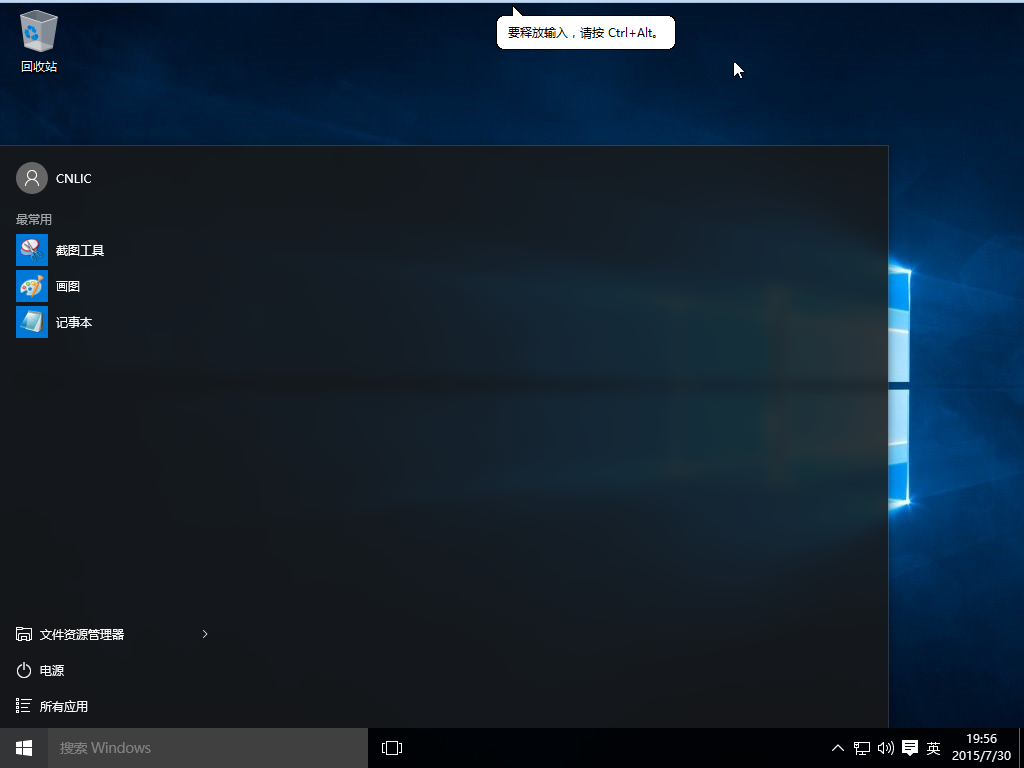 回收站
要释放输入，请按 Ctrl+Alt。
CNLIC
最常用
截图工具
画图
记事本
文件资源管理器
电源
所有应用
搜索 Windows
英
19:56
2015/7/30